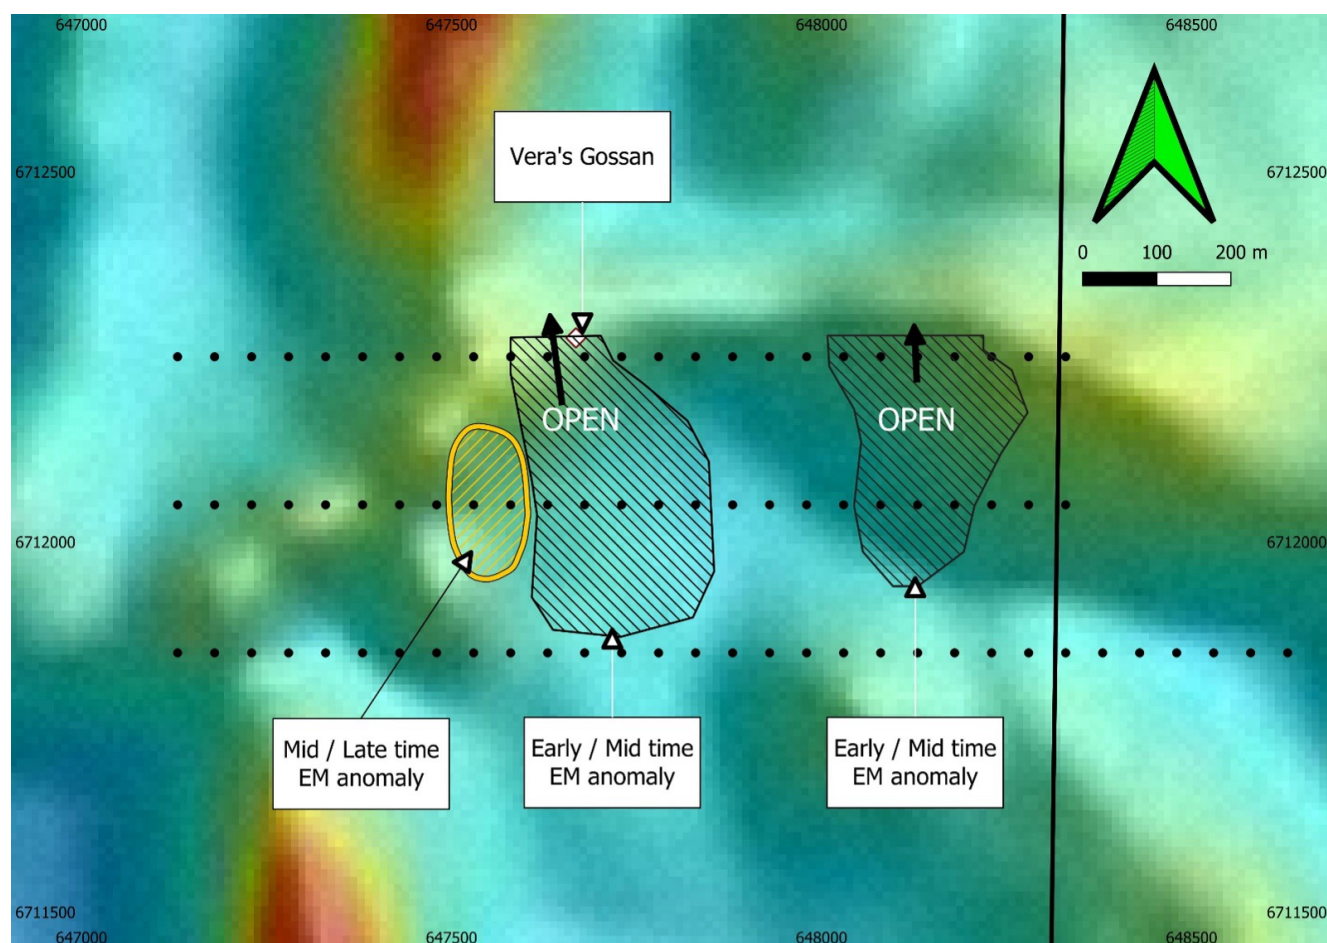 647000 647500 648000 648500
Vera's Gossan
6712500 6712500
0 100 200 m
OPEN OPEN
6712000 6712000
Mid / Late time
EM anomaly
Early / Mid time
EM anomaly
Early / Mid time
EM anomaly
6711500 6711500
647000 647500 648000 648500